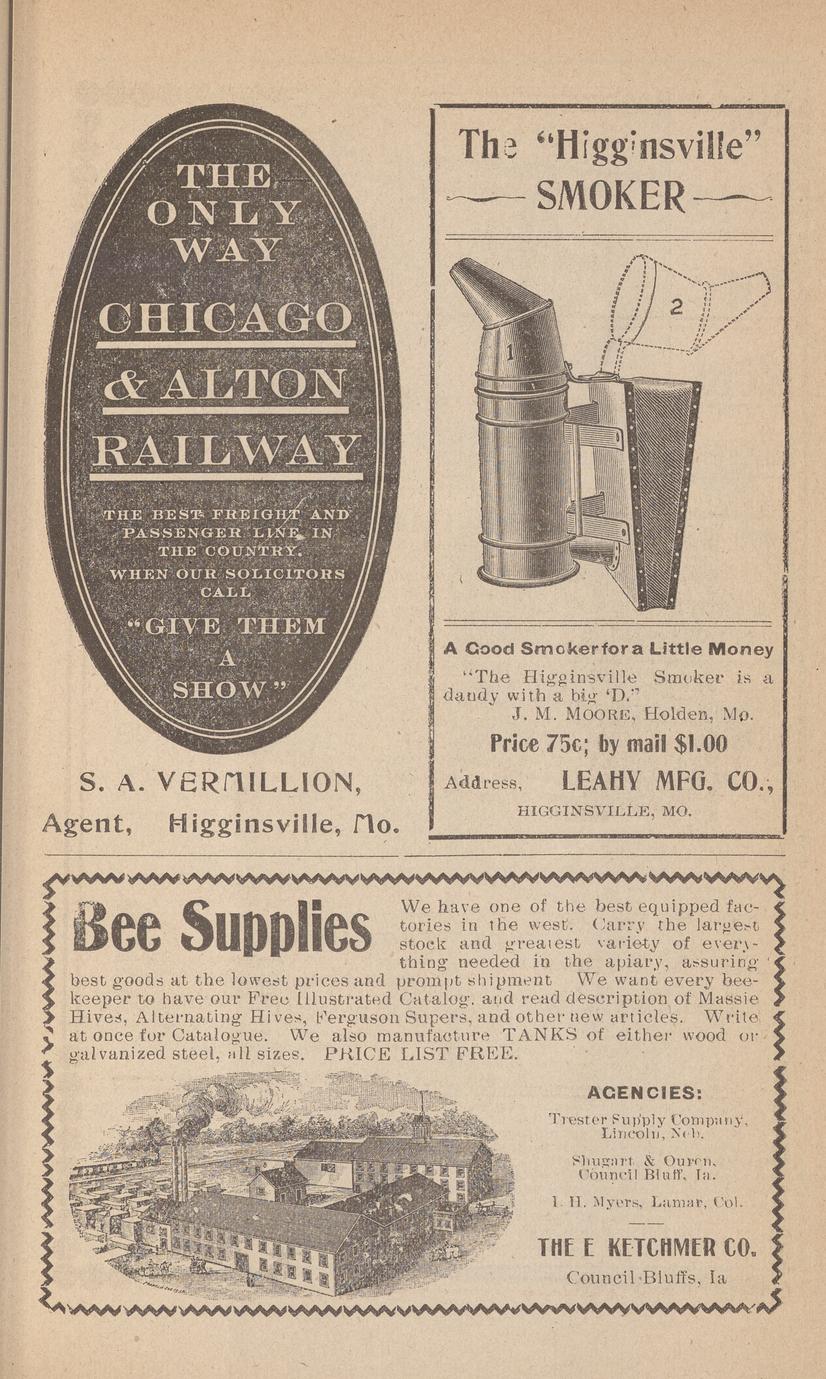 THE
ONLY
WAY
CHICAGO
& ALTON
RAILWAY
THE BEST FREIGHT AND
PASSENGER LINE IN
THE COUNTRY.
WHEN OUR SOLICITORS
CALL
"GIVE THEM
A
SHOW"
S. A. VERMILLION,
Agent, Higginsville, Mo.
The "Higginsville"
SMOKER
1
2
A Good Smoker for a Little Money
"The Higginsville Smoker is a
dandy with a big 'D.'"
J. M. MOORE, Holden, Mo.
Price 75c; by mail $1.00
Address, LEAHY MFG. CO.,
HIGGINSVILLE, MO.
Bee Supplies
We have one of the best equipped fac-
tories in the west. Carry the largest
stock and greatest variety of every-
thing needed in the apiary, assuring
best goods at the lowest prices and prompt shipment We want every bee-
keeper to have our Free Illustrated Catalog, and read description of Massie
Hives, Alternating Hives, Ferguson Supers, and other new articles. Write
at once for Catalogue. We also manufacture TANKS of either wood or
galvanized steel, all sizes. PRICE LIST FREE.
AGENCIES:
Trester Supply Company,
Lincoln, Neb.
Shugart & Ouren,
Council Bluff, Ia.
I. H. Myers, Lamar, Col.
THE E KETCHMER CO.
Council Bluffs, Ia